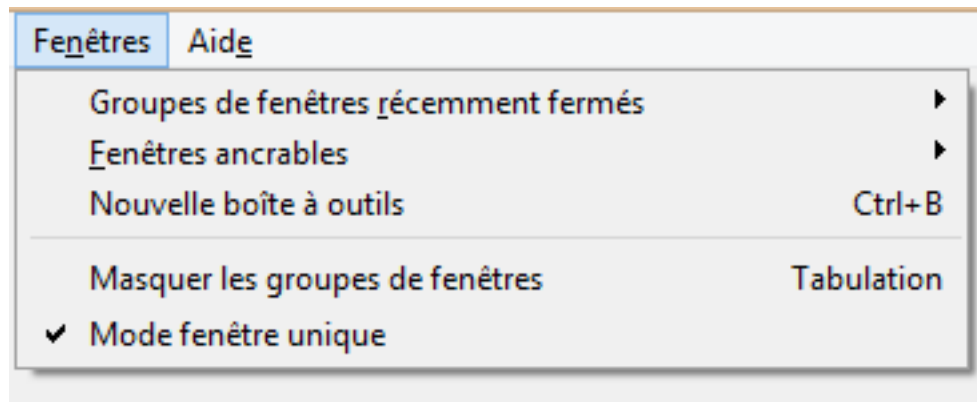 Fenêtres Aide
Groupes de fenêtres récemment fermés
Fenêtres ancrables
Nouvelle boîte à outils Ctrl+B
Masquer les groupes de fenêtres Tabulation
Mode fenêtre unique